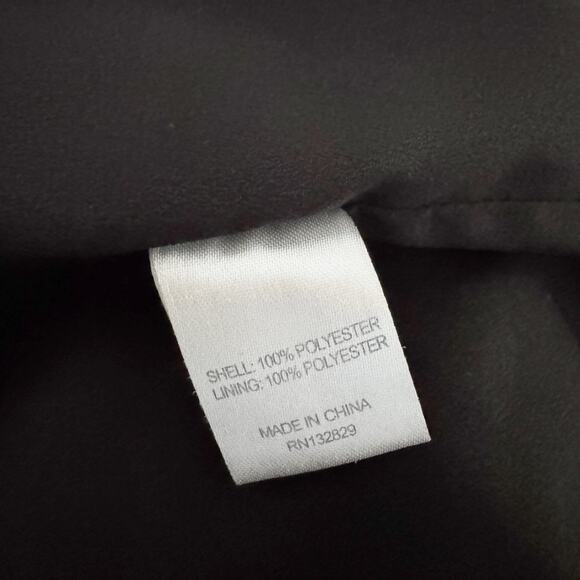 SHELL: 100% POLYESTER
LINING: 100% POLYESTER
MADE IN CHINA
RN132829